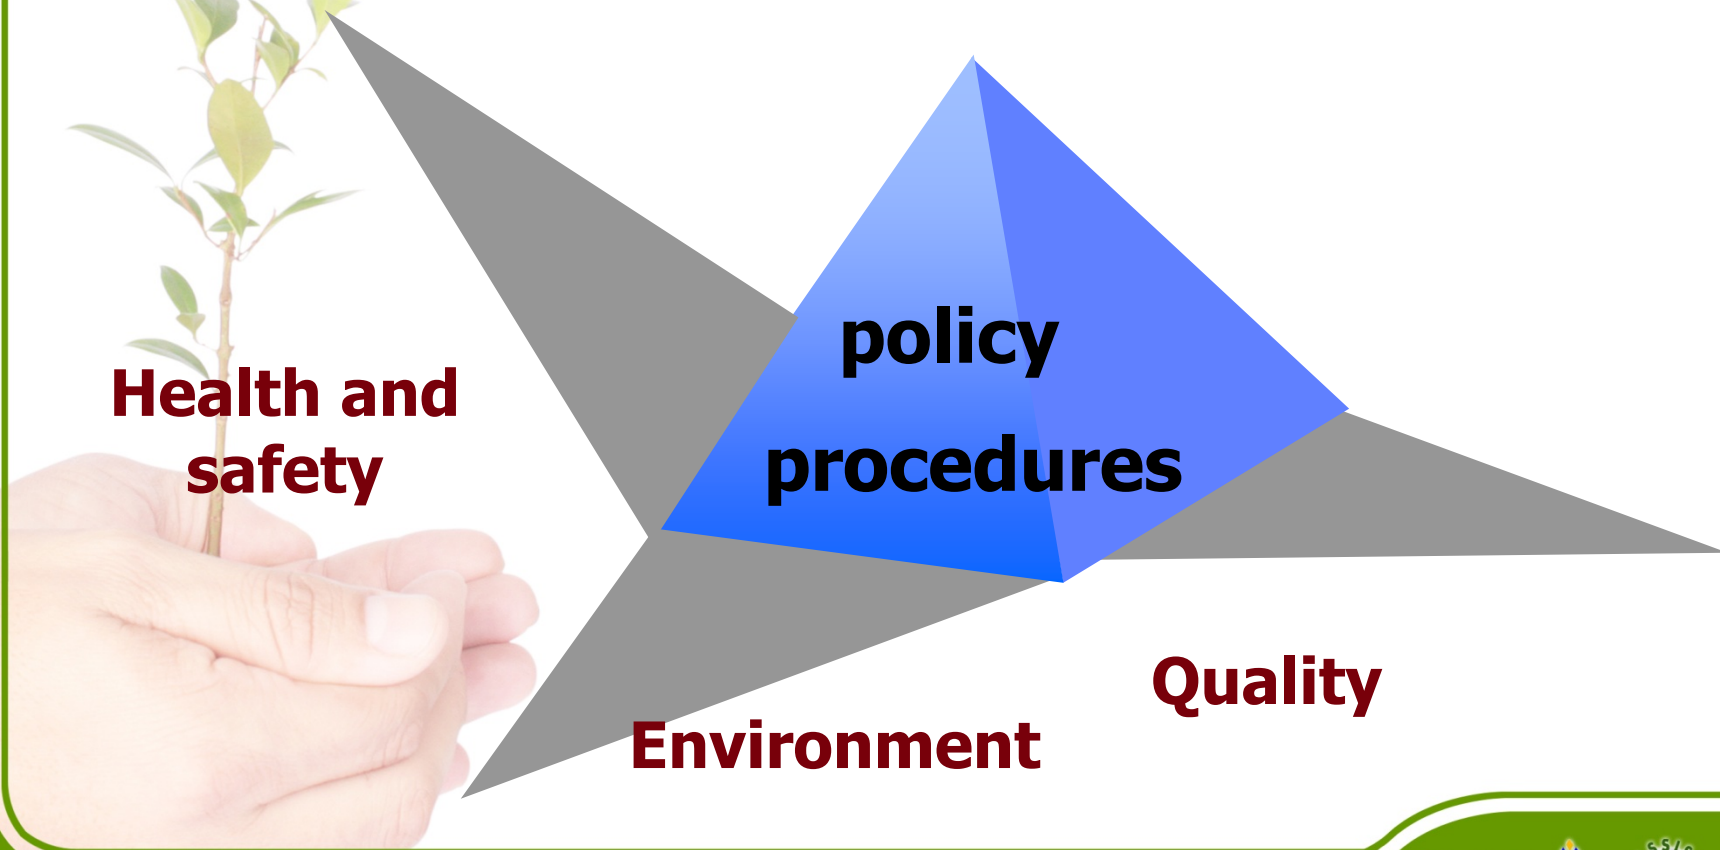 policy
procedures
Health and
safety
Quality
Environment